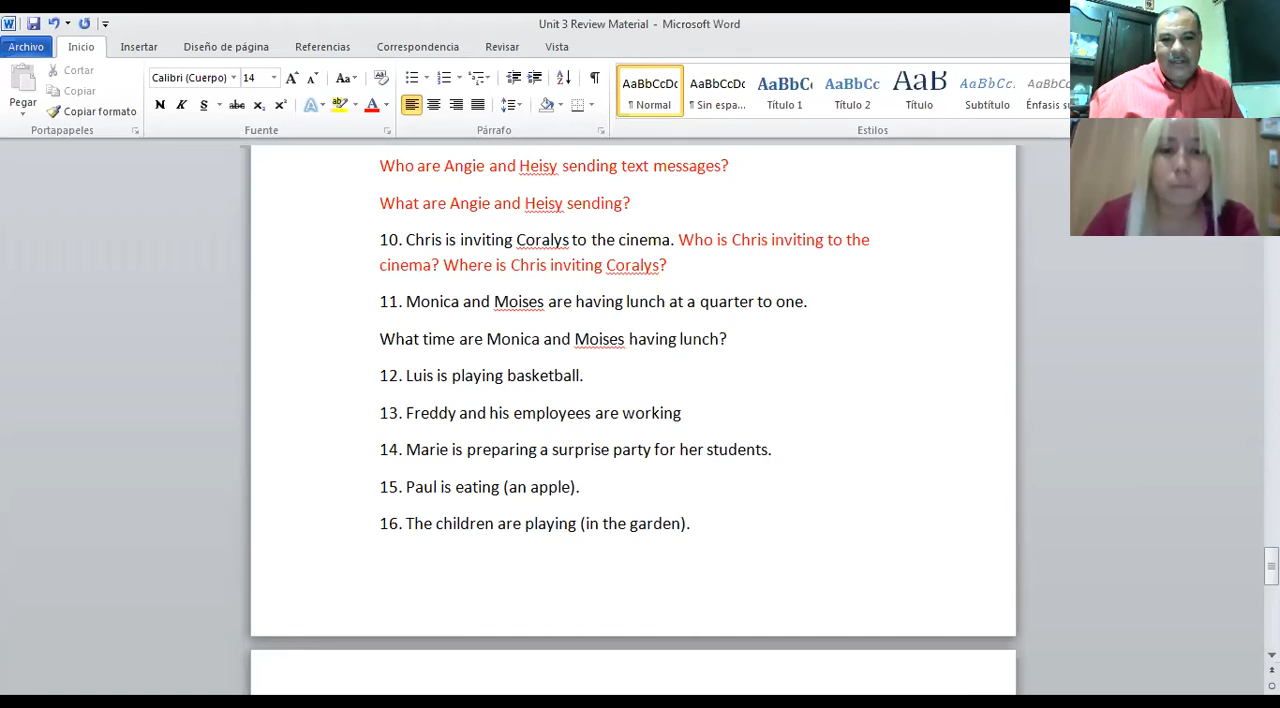 Unit 3 Review Material - Microsoft Word
Archivo Inicio Insertar Diseño de página Referencias Correspondencia Revisar Vista
Pegar Cortar Copiar Copiar formato
Calibri (Cuerpo) 14
AaBbCcDc AaBbCcDc AaBbC( AaBbCc AaB AaBbCc. AaBbCc
¶ Normal ¶ Sin espa... Título 1 Título 2 Título Subtítulo Énfasis su
Portapapeles Fuente Párrafo Estilos
Who are Angie and Heisy sending text messages?
What are Angie and Heisy sending?
10. Chris is inviting Coralys to the cinema. Who is Chris inviting to the
cinema? Where is Chris inviting Coralys?
11. Monica and Moises are having lunch at a quarter to one.
What time are Monica and Moises having lunch?
12. Luis is playing basketball.
13. Freddy and his employees are working
14. Marie is preparing a surprise party for her students.
15. Paul is eating (an apple).
16. The children are playing (in the garden).